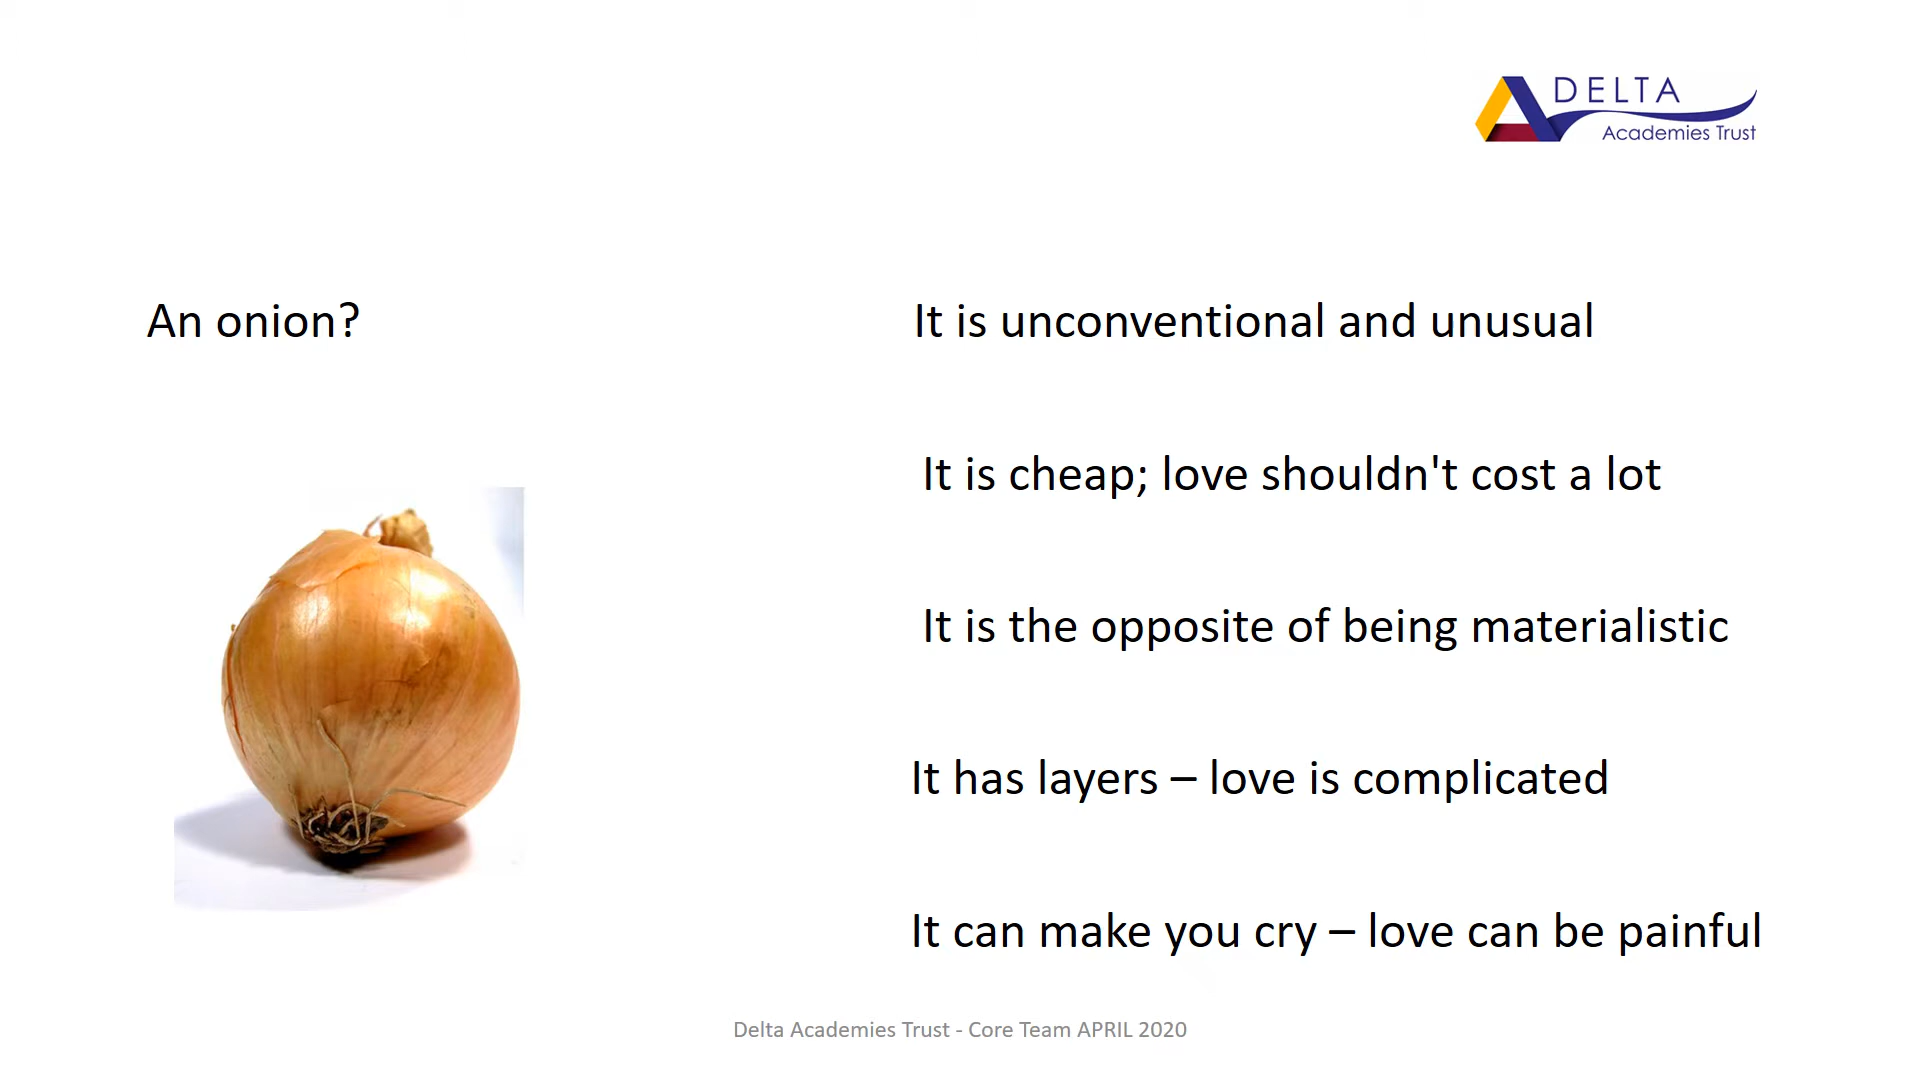 DELTA
Academies Trust
An onion?
It is unconventional and unusual
It is cheap; love shouldn't cost a lot
It is the opposite of being materialistic
It has layers – love is complicated
It can make you cry – love can be painful
Delta Academies Trust - Core Team APRIL 2020